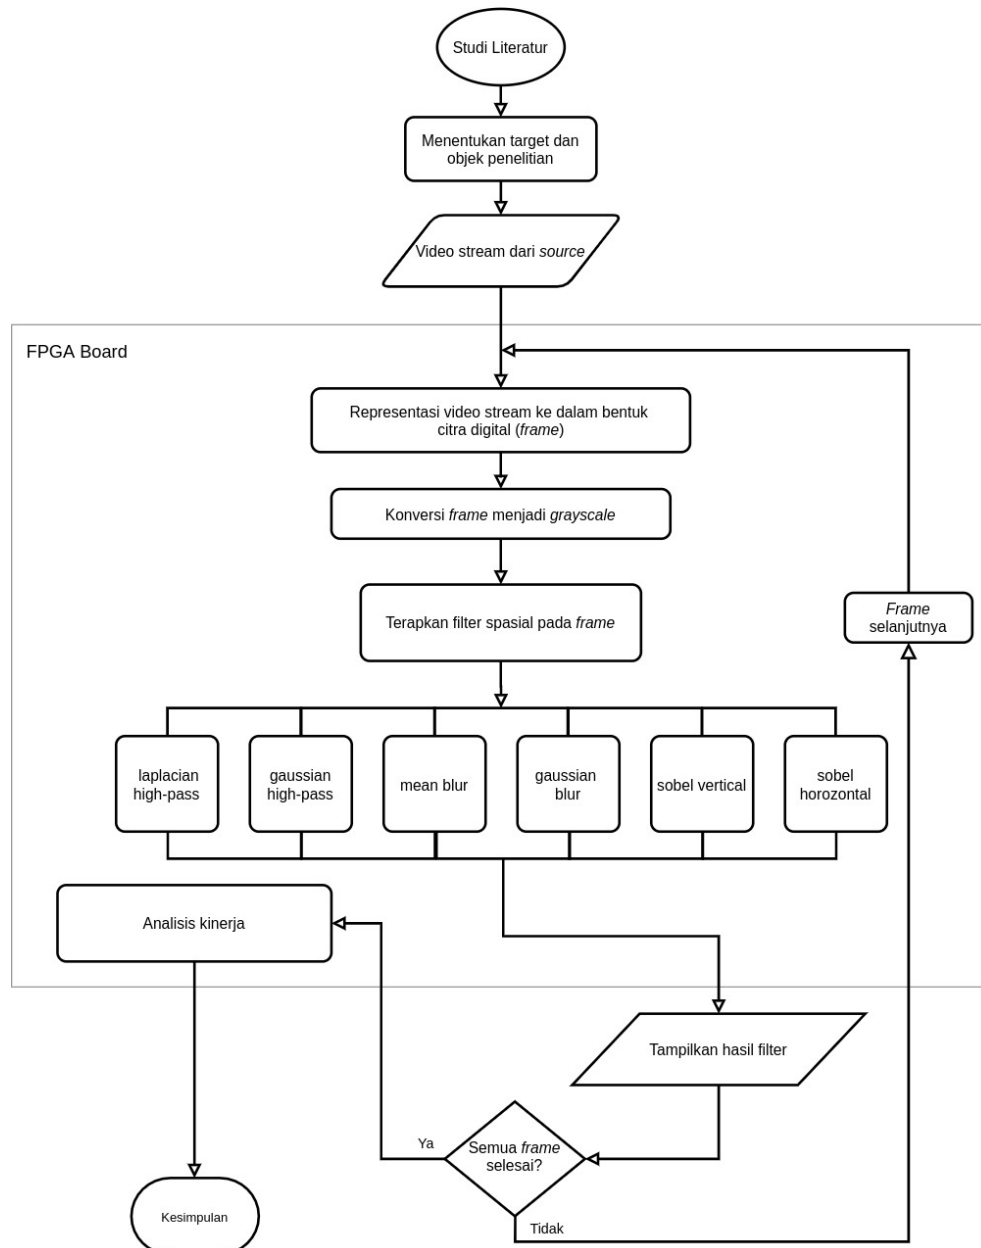 Studi Literatur
Menentukan target dan
objek penelitian
Video stream dari source
FPGA Board
Representasi video stream ke dalam bentuk
citra digital (frame)
Konversi frame menjadi grayscale
Terapkan filter spasial pada frame
Frame
selanjutnya
laplacian
high-pass
gaussian
high-pass
mean blur
gaussian
blur
sobel vertical
sobel
horozontal
Analisis kinerja
Tampilkan hasil filter
Ya
Semua frame
selesai?
Tidak
Kesimpulan